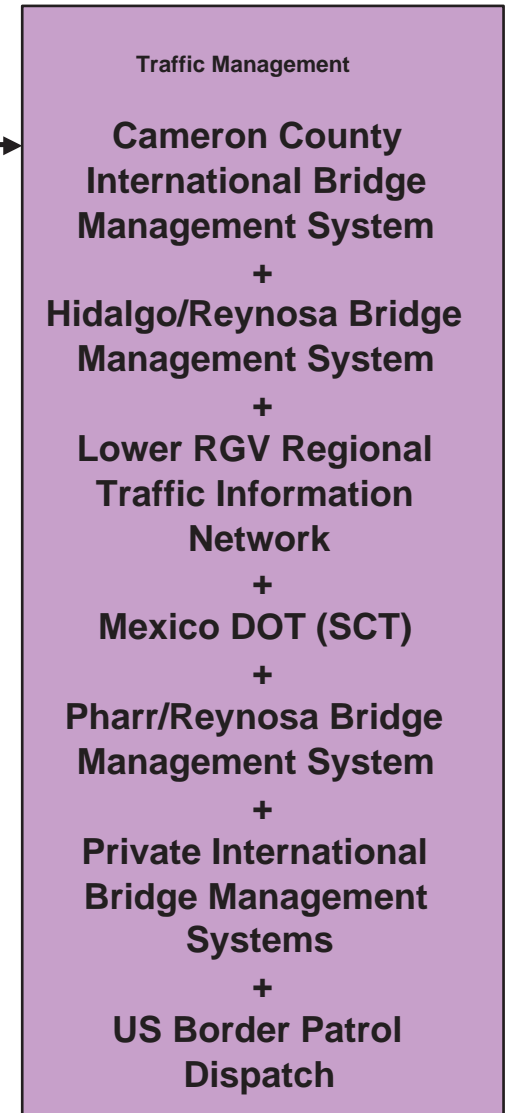 Traffic Management
Cameron County
International Bridge
Management System
+
Hidalgo/Reynosa Bridge
Management System
+
Lower RGV Regional
Traffic Information
Network
+
Mexico DOT (SCT)
+
Pharr/Reynosa Bridge
Management System
+
Private International
Bridge Management
Systems
+
US Border Patrol
Dispatch